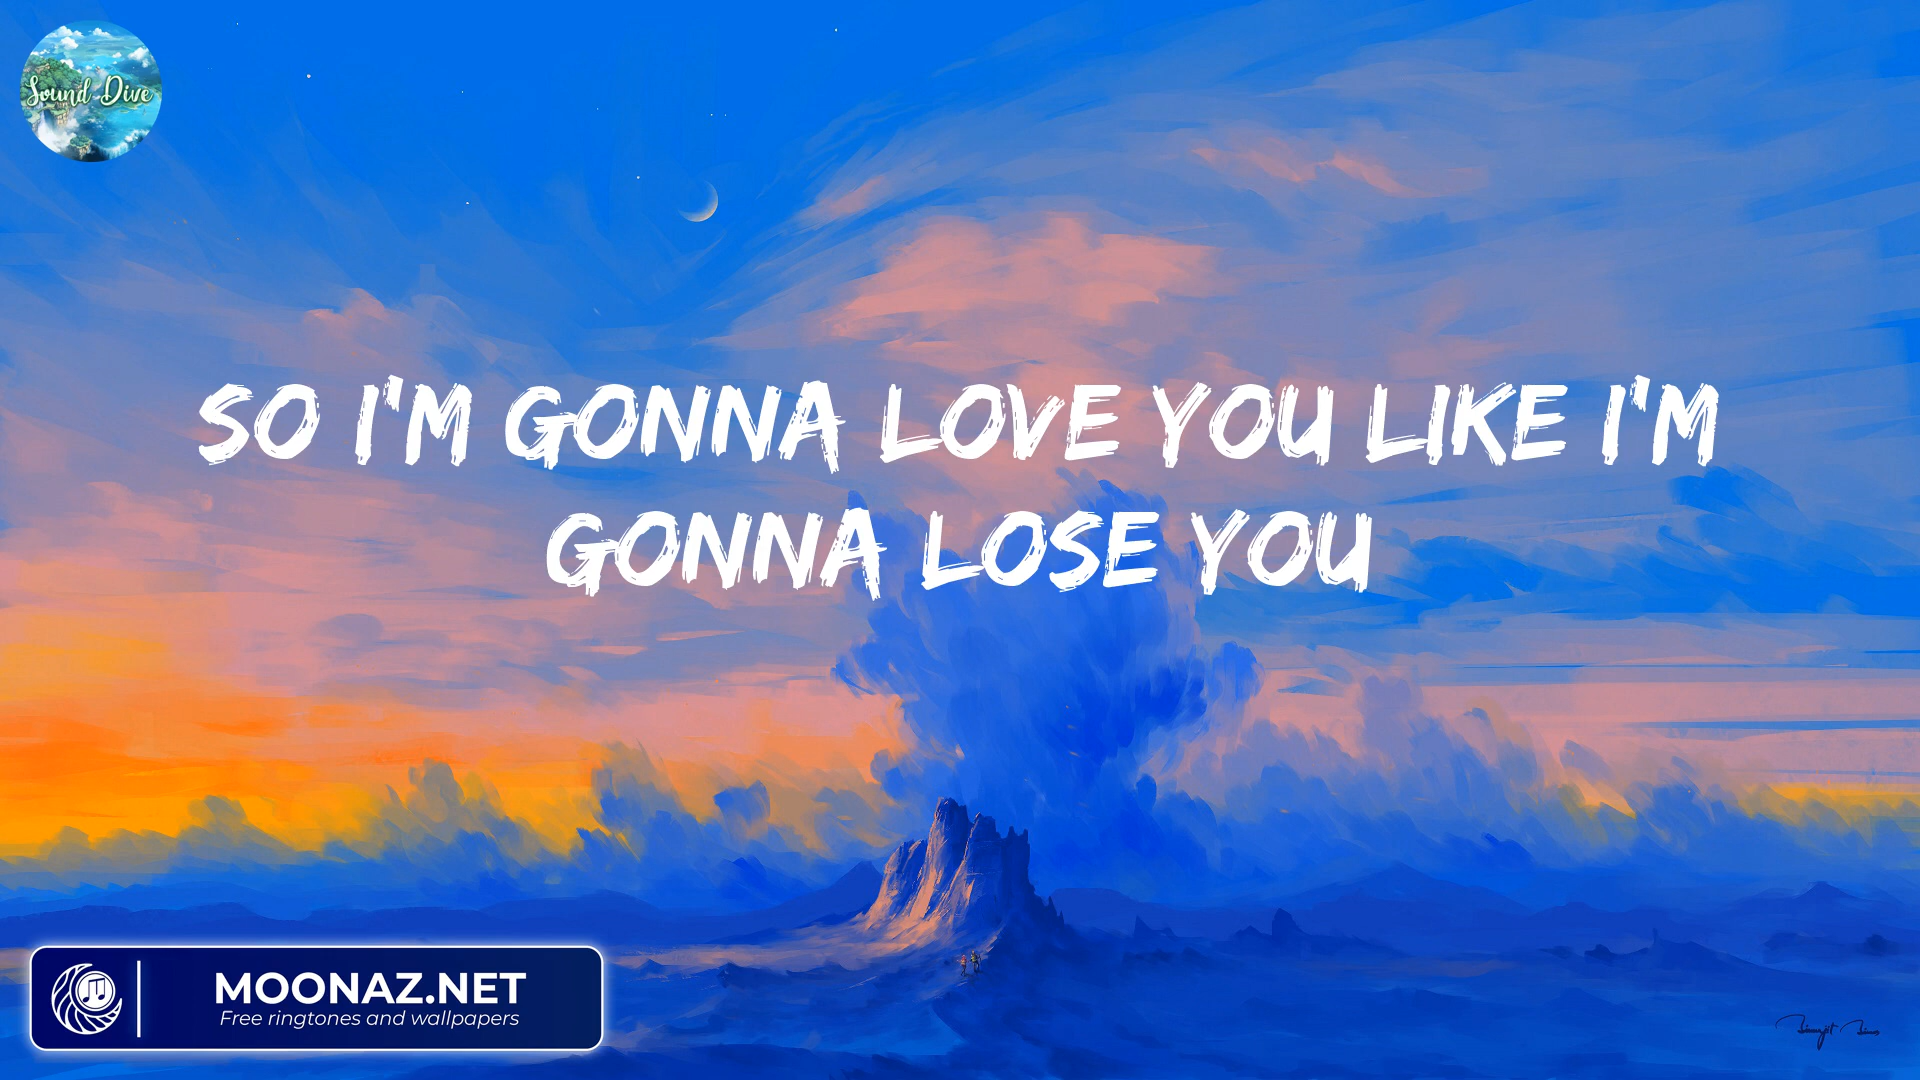 Sound Dive
SO I'M GONNA LOVE YOU LIKE I'M
GONNA LOSE YOU
MOONAZ.NET
Free ringtones and wallpapers